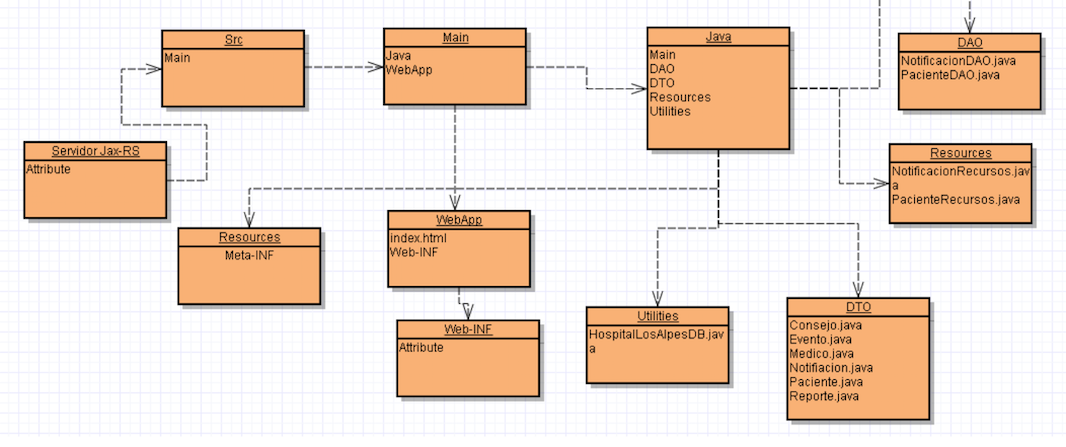 Src
Main
Main
Java
WebApp
Java
Main
DAO
DTO
Resources
Utilities
DAO
NotificacionDAO.java
PacienteDAO.java
Servidor Jax-RS
Attribute
Resources
NotificacionRecursos.jav
a
PacienteRecursos.java
Resources
Meta-INF
WebApp
index.html
Web-INF
Web-INF
Attribute
Utilities
HospitalLosAlpesDB.jav
a
DTO
Consejo.java
Evento.java
Medico.java
Notifiacion.java
Paciente.java
Reporte.java